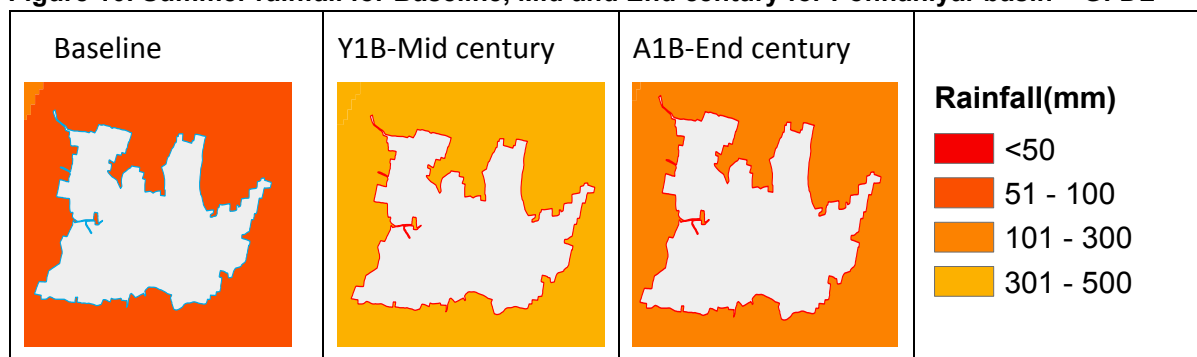 Baseline
Y1B-Mid century
A1B-End century
Rainfall(mm)
<50
51 - 100
101 - 300
301 - 500